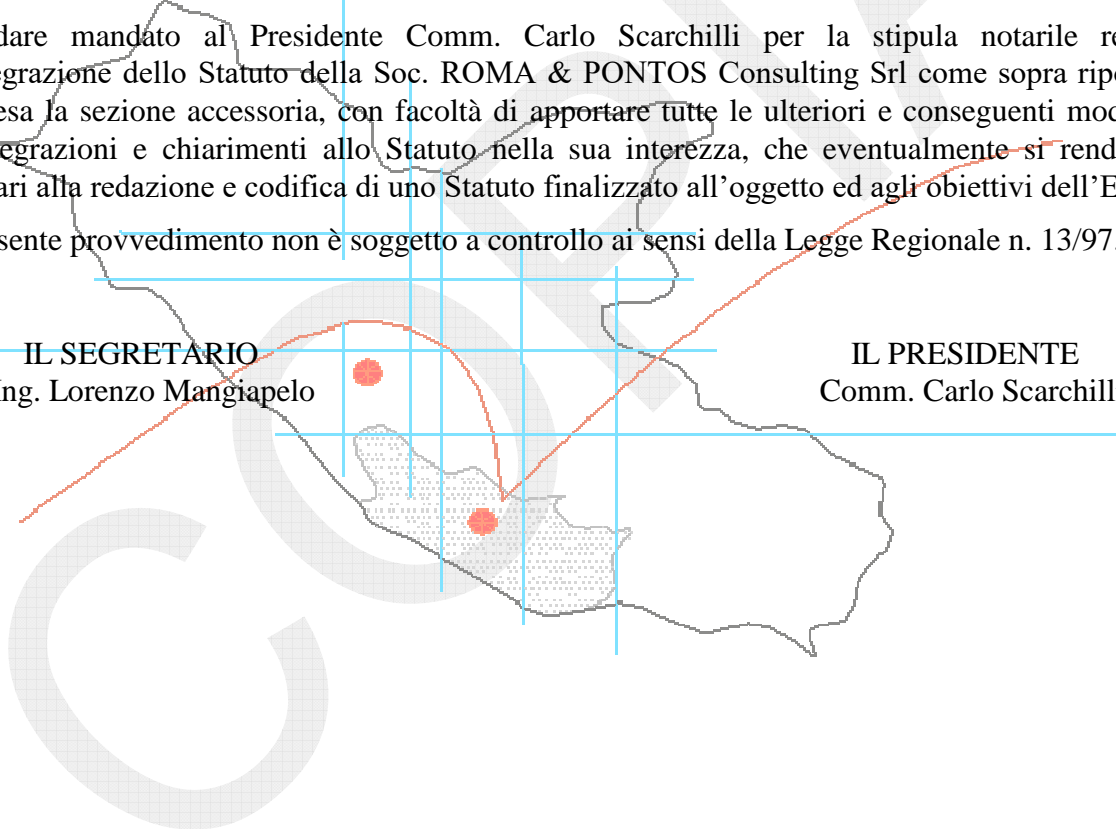 dare mandato al Presidente Comm. Carlo Scarchilli per la stipula notarile re
egrazione dello Statuto della Soc. ROMA & PONTOS Consulting Srl come sopra ripo
esa la sezione accessoria, con facoltà di apportare tutte le ulteriori e conseguenti mod
egrazioni e chiarimenti allo Statuto nella sua interezza, che eventualmente si rend
ari alla redazione e codifica di uno Statuto finalizzato all’oggetto ed agli obiettivi dell’E
sente provvedimento non è soggetto a controllo ai sensi della Legge Regionale n. 13/97.
IL SEGRETARIO
Ing. Lorenzo Mangiapelo
IL PRESIDENTE
Comm. Carlo Scarchilli
COPIA